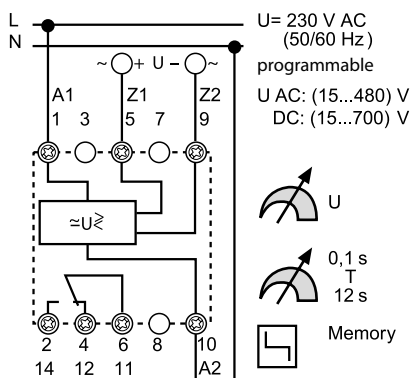 L
U= 230 V AC
N
(50/60 Hz)
~ + U – ~
programmable
A1 Z1 Z2
U AC: (15...480) V
1 3 5 7 9
DC: (15...700) V
≃U≷
U
0,1 s
T
12 s
2 4 6 8 10
Memory
14 12 11 A2